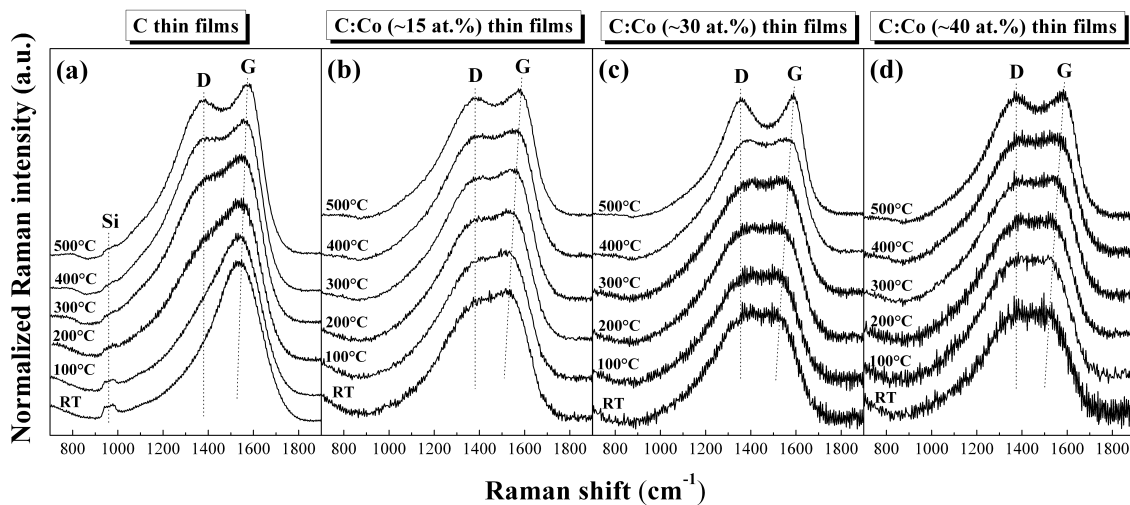 C thin films
C:Co (~15 at.%) thin films
C:Co (~30 at.%) thin films
C:Co (~40 at.%) thin films
Normalized Raman intensity (a.u.)
(a)
D
G
Si
500°C
400°C
300°C
200°C
100°C
RT
800 1000 1200 1400 1600 1800
(b)
D
G
500°C
400°C
300°C
200°C
100°C
RT
800 1000 1200 1400 1600 1800
(c)
D
G
500°C
400°C
300°C
200°C
100°C
RT
800 1000 1200 1400 1600 1800
(d)
D
G
500°C
400°C
300°C
200°C
100°C
RT
800 1000 1200 1400 1600 1800
Raman shift (cm⁻¹)